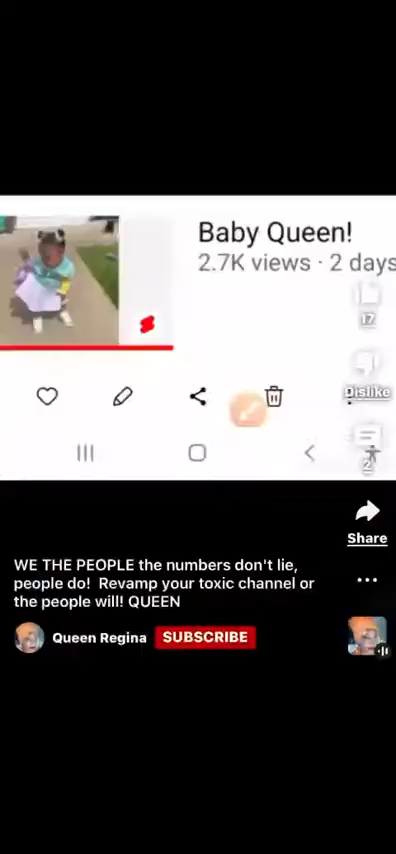 Baby Queen!
2.7K views · 2 days
17
Dislike
2
Share
WE THE PEOPLE the numbers don't lie,
people do!  Revamp your toxic channel or
the people will! QUEEN
Queen Regina SUBSCRIBE